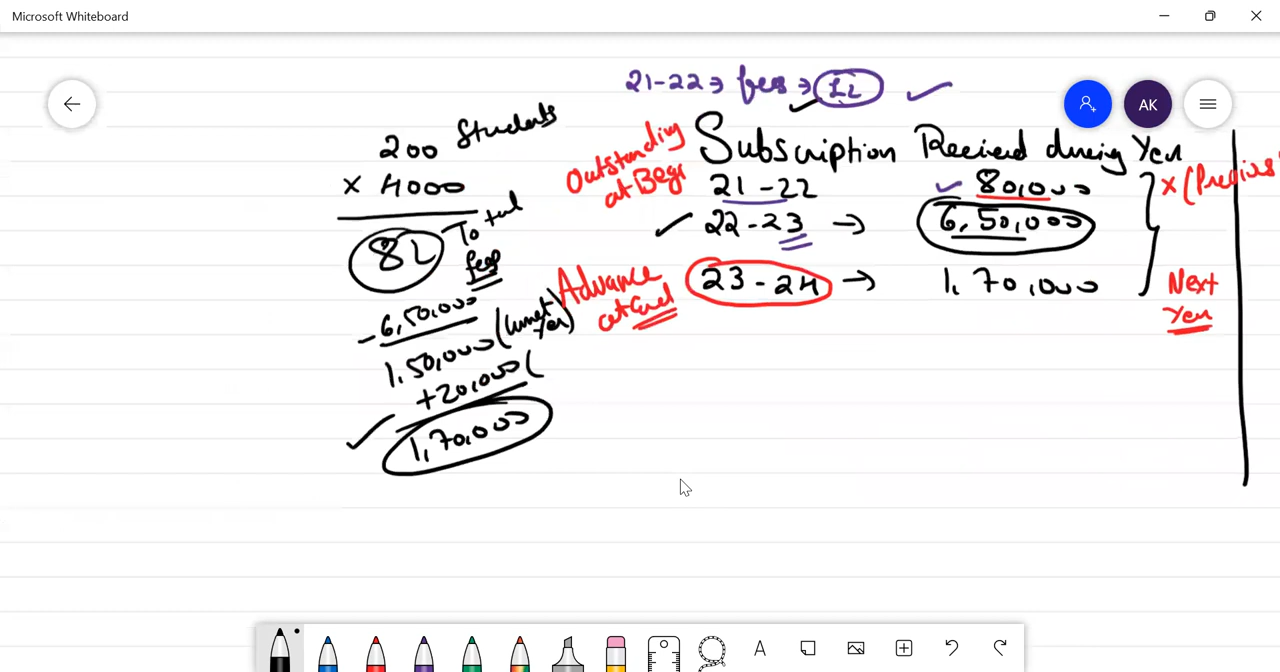 Microsoft Whiteboard
21-22 → fees → 1L
AK
200 Students
x 4000
8L Total
fees
- 6,50,000
1,50,000 (Current Year)
+20,000 (
1,70,000
Outstanding
at Beg
Subscription Received during Year
21-22 80,000 x (Previous
22-23 → 6,50,000
Advance
at End
23-24 → 1,70,000
Next
Year
A